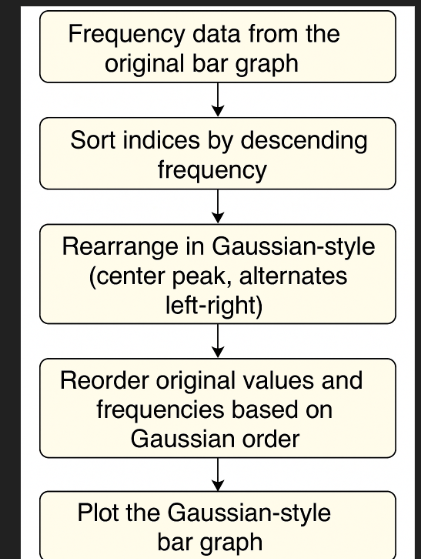 Frequency data from the
original bar graph
Sort indices by descending
frequency
Rearrange in Gaussian-style
(center peak, alternates
left-right)
Reorder original values and
frequencies based on
Gaussian order
Plot the Gaussian-style
bar graph